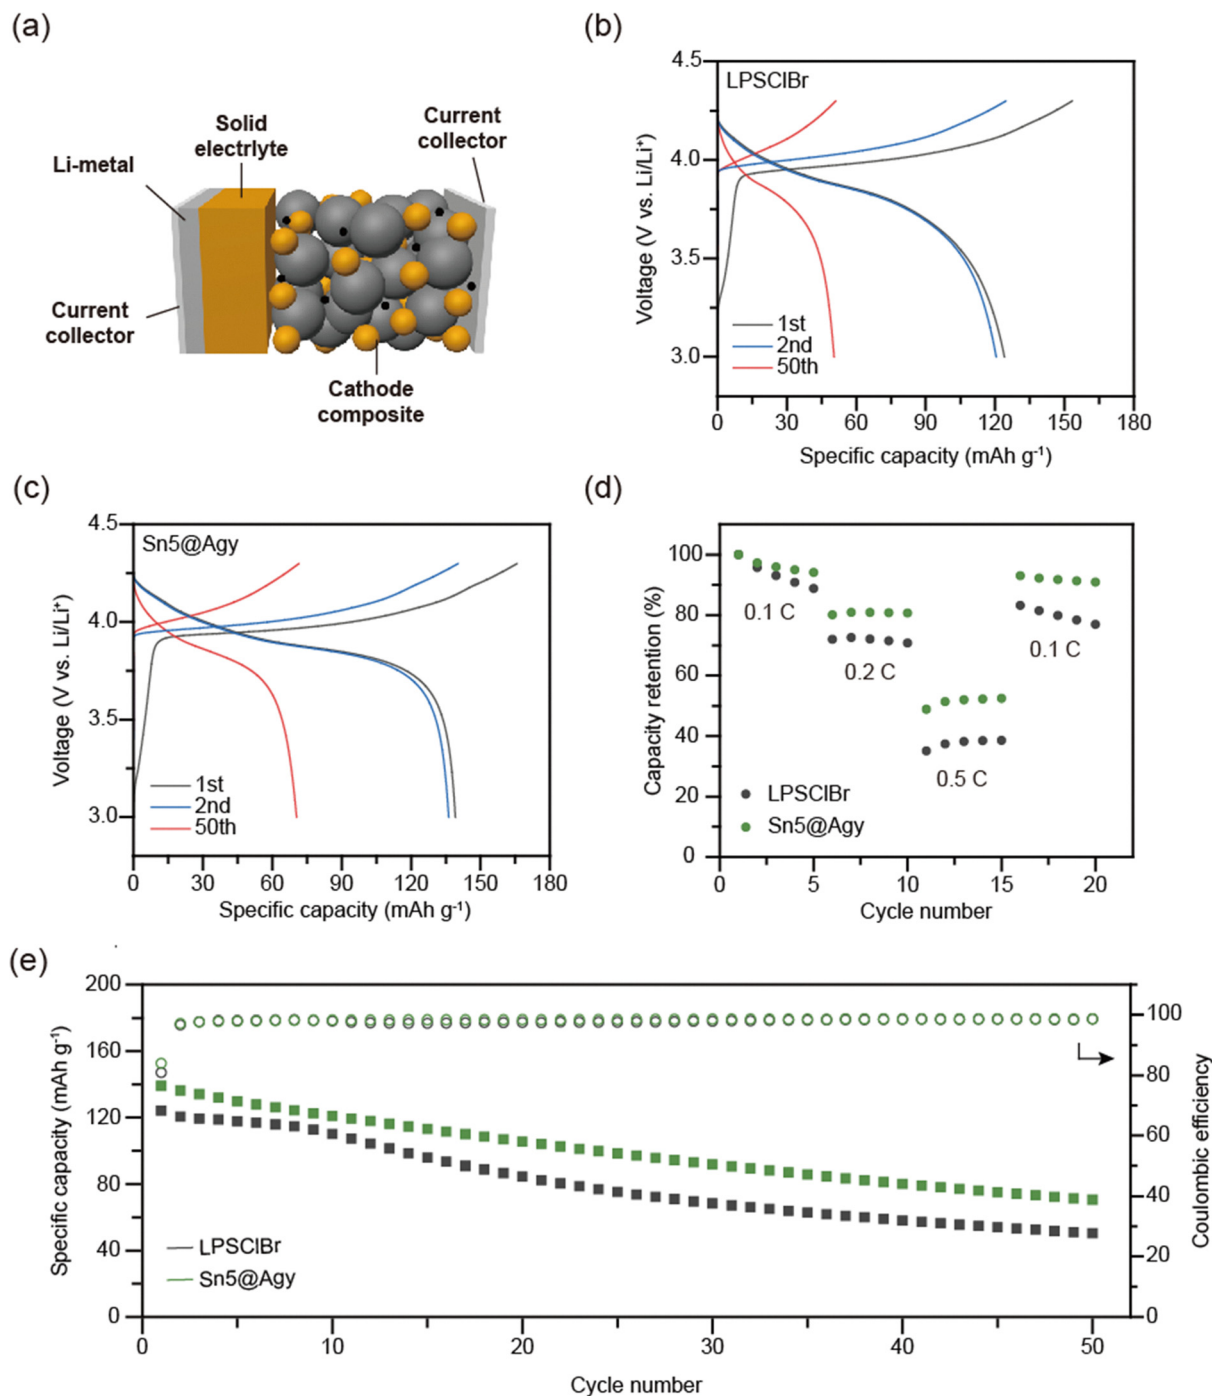 (a)
Solid
electrlyte
Li-metal
Current
collector
Current
collector
Cathode
composite
(b)
LPSClBr
4.5
4.0
3.5
3.0
Voltage (V vs. Li/Li⁺)
1st
2nd
50th
0 30 60 90 120 153 180
Specific capacity (mAh g⁻¹)
(c)
Sn5@Agy
4.5
4.0
3.5
3.0
Voltage (V vs. Li/Li⁺)
1st
2nd
50th
0 30 60 90 120 150 180
Specific capacity (mAh g⁻¹)
(d)
100
80
60
40
20
0
Capacity retention (%)
0.1 C
0.2 C
0.5 C
0.1 C
LPSClBr
Sn5@Agy
0 5 10 15 20
Cycle number
(e)
200
160
120
80
40
0
Specific capacity (mAh g⁻¹)
LPSClBr
Sn5@Agy
100
80
60
40
20
0
Coulombic efficiency
0 10 20 30 40 50
Cycle number